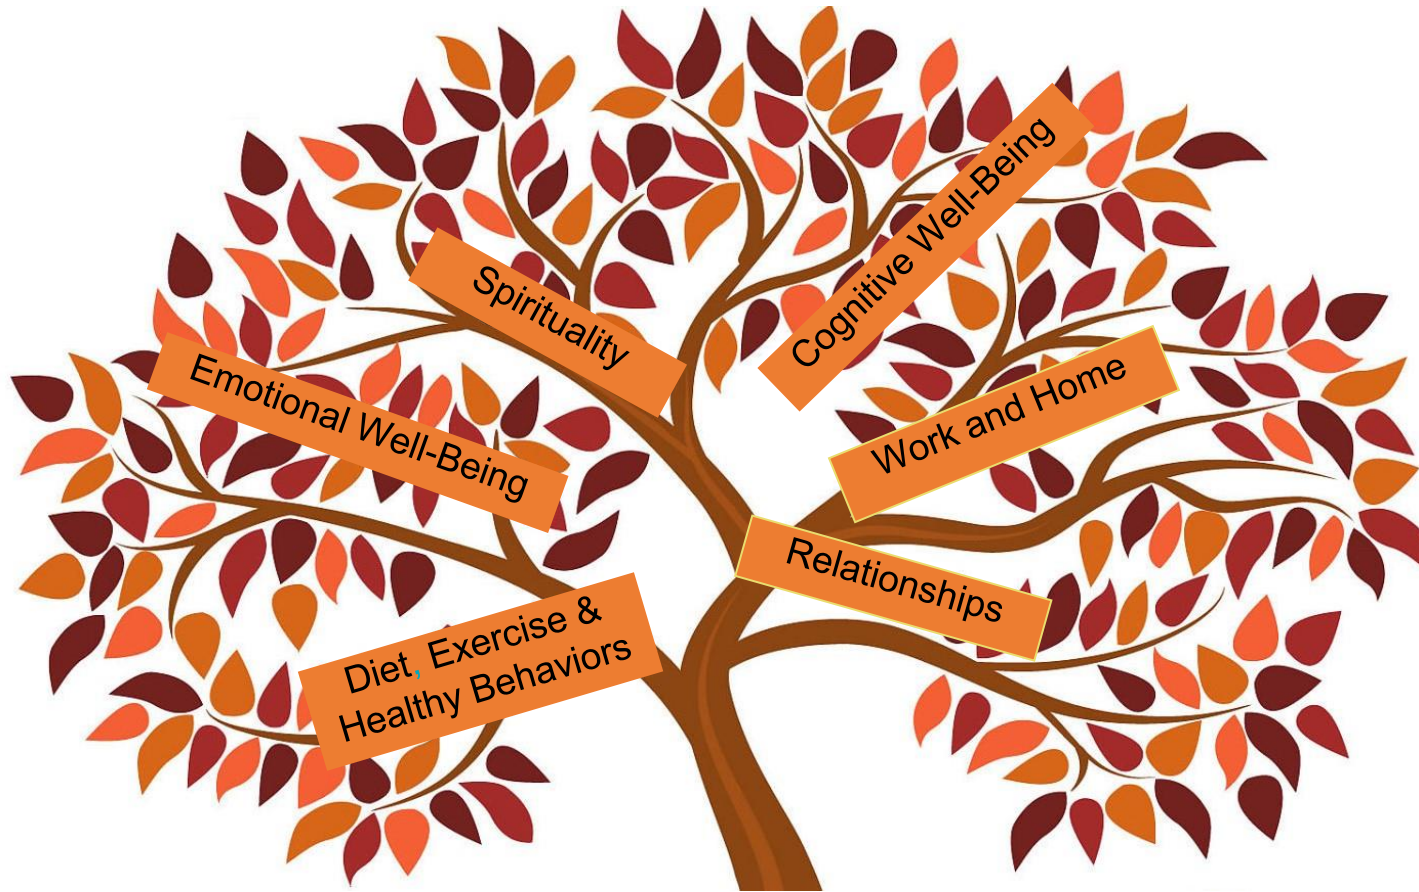 Cognitive Well-Being
Spirituality
Emotional Well-Being
Work and Home
Relationships
Diet, Exercise &
Healthy Behaviors